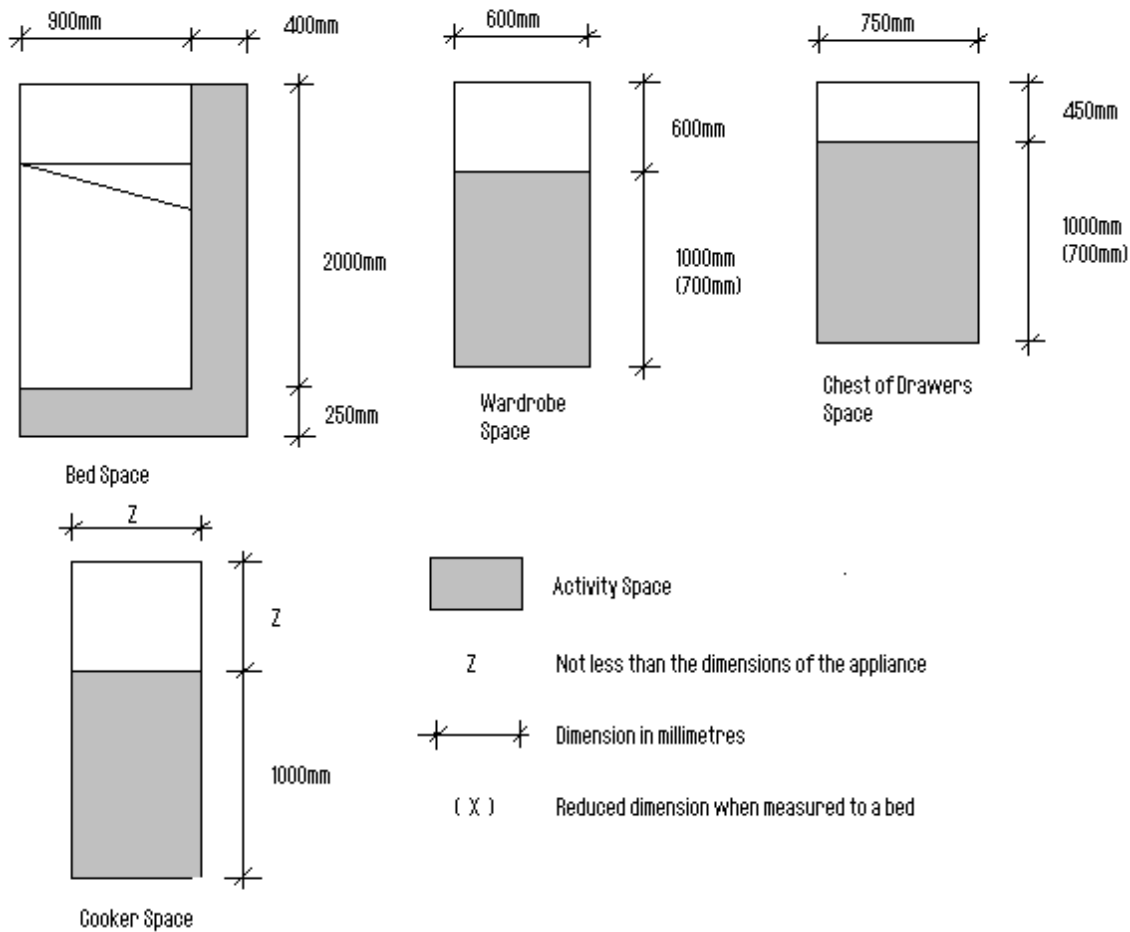 900mm
400mm
600mm
750mm
2000mm
250mm
600mm
1000mm
(700mm)
450mm
1000mm
(700mm)
Bed Space
Wardrobe
Space
Chest of Drawers
Space
Z
Z
1000mm
Cooker Space
Activity Space
Z Not less than the dimensions of the appliance
Dimension in millimetres
( X ) Reduced dimension when measured to a bed